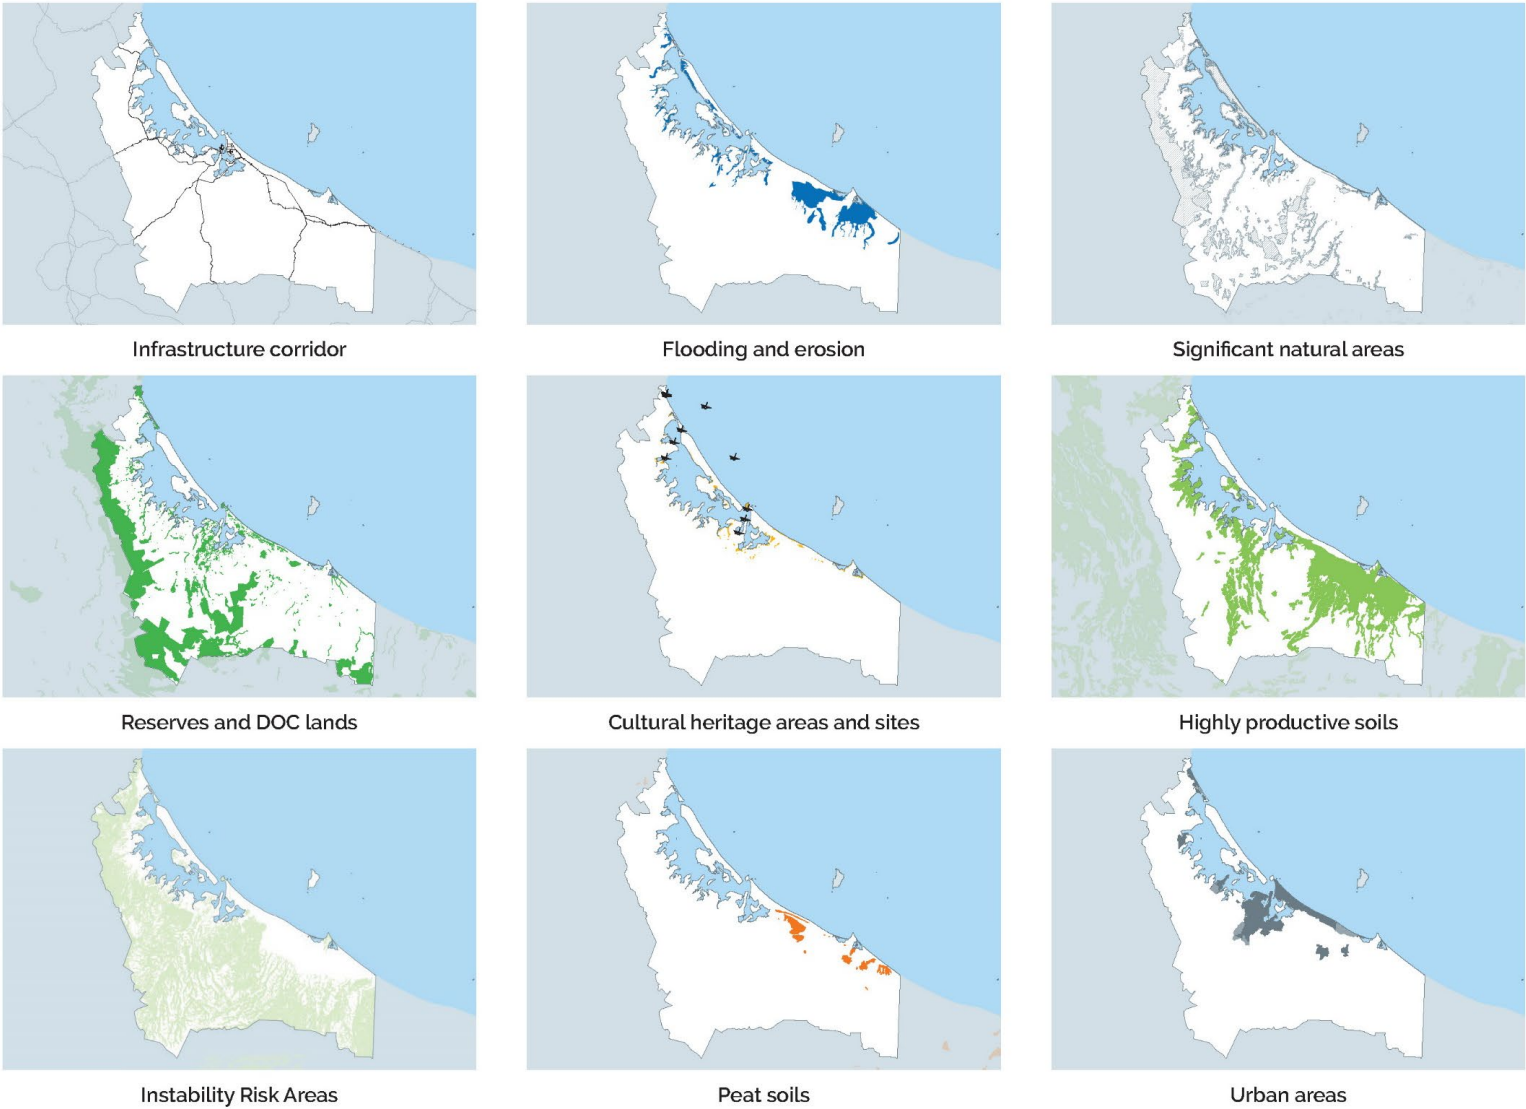 Infrastructure corridor
Flooding and erosion
Significant natural areas
Reserves and DOC lands
Cultural heritage areas and sites
Highly productive soils
Instability Risk Areas
Peat soils
Urban areas